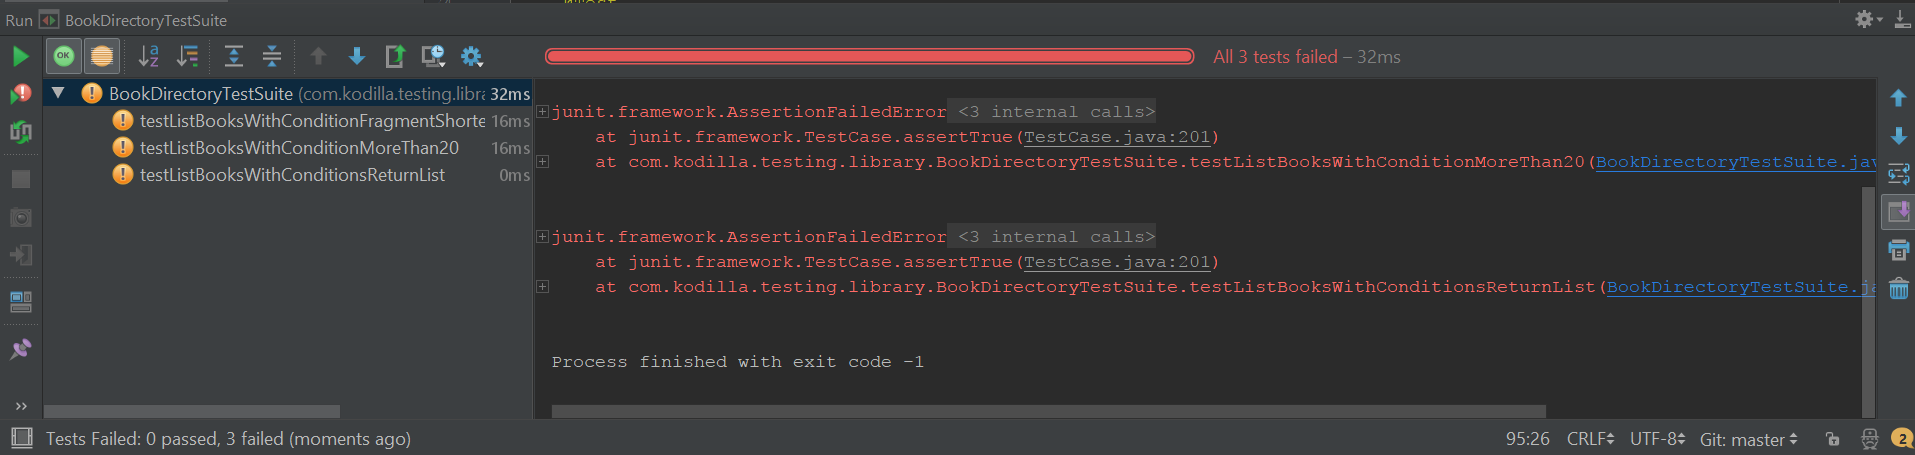 Run BookDirectoryTestSuite
All 3 tests failed – 32ms
BookDirectoryTestSuite (com.kodilla.testing.libra 32ms
testListBooksWithConditionFragmentShorte 16ms
testListBooksWithConditionMoreThan20 16ms
testListBooksWithConditionsReturnList 0ms
junit.framework.AssertionFailedError <3 internal calls>
at junit.framework.TestCase.assertTrue(TestCase.java:201)
at com.kodilla.testing.library.BookDirectoryTestSuite.testListBooksWithConditionMoreThan20(BookDirectoryTestSuite.jav
junit.framework.AssertionFailedError <3 internal calls>
at junit.framework.TestCase.assertTrue(TestCase.java:201)
at com.kodilla.testing.library.BookDirectoryTestSuite.testListBooksWithConditionsReturnList(BookDirectoryTestSuite.ja
Process finished with exit code -1
Tests Failed: 0 passed, 3 failed (moments ago)
95:26 CRLF UTF-8 Git: master 2